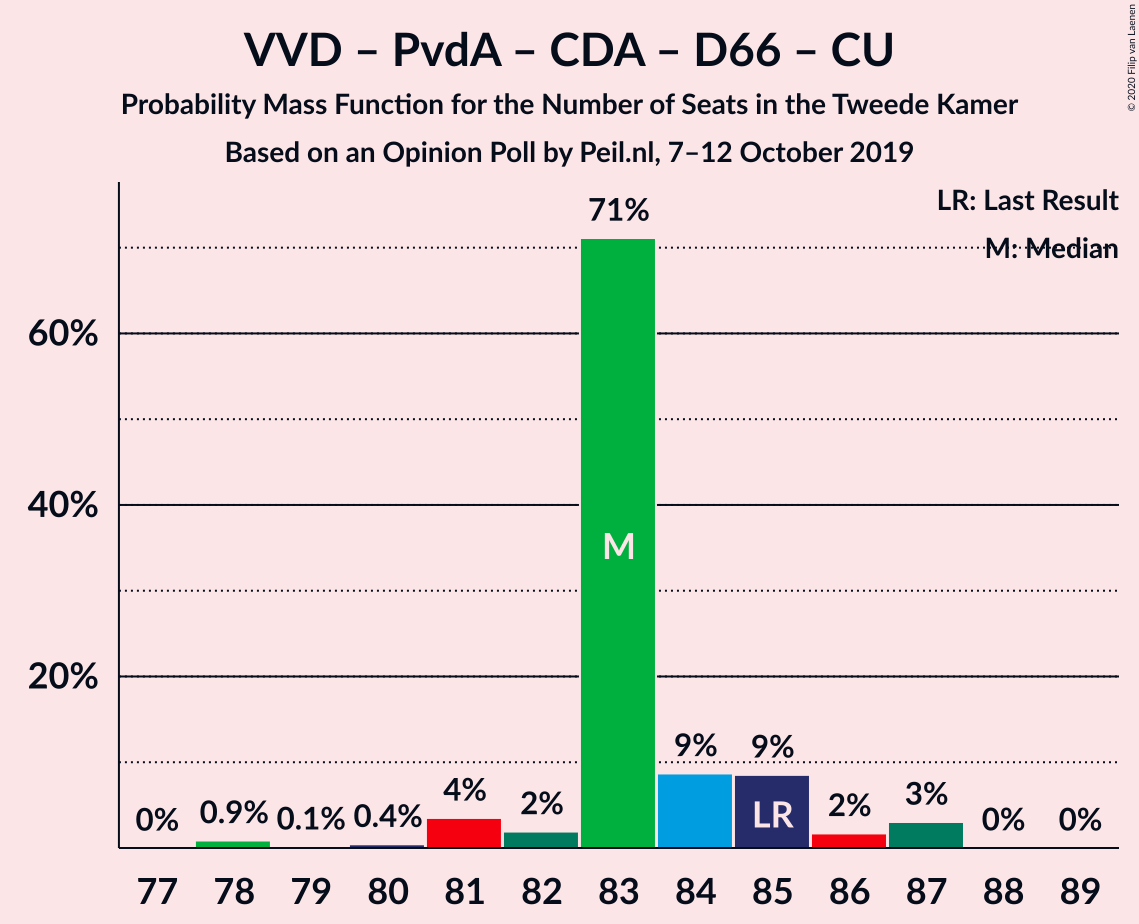 VVD – PvdA – CDA – D66 – CU
Probability Mass Function for the Number of Seats in the Tweede Kamer
Based on an Opinion Poll by Peil.nl, 7–12 October 2019
© 2020 Filip van Laenen
LR: Last Result
M: Median
60%
40%
20%
0%
0.9%
0.1%
0.4%
4%
2%
71%
9%
9%
2%
3%
0%
0%
M
LR
77 78 79 80 81 82 83 84 85 86 87 88 89